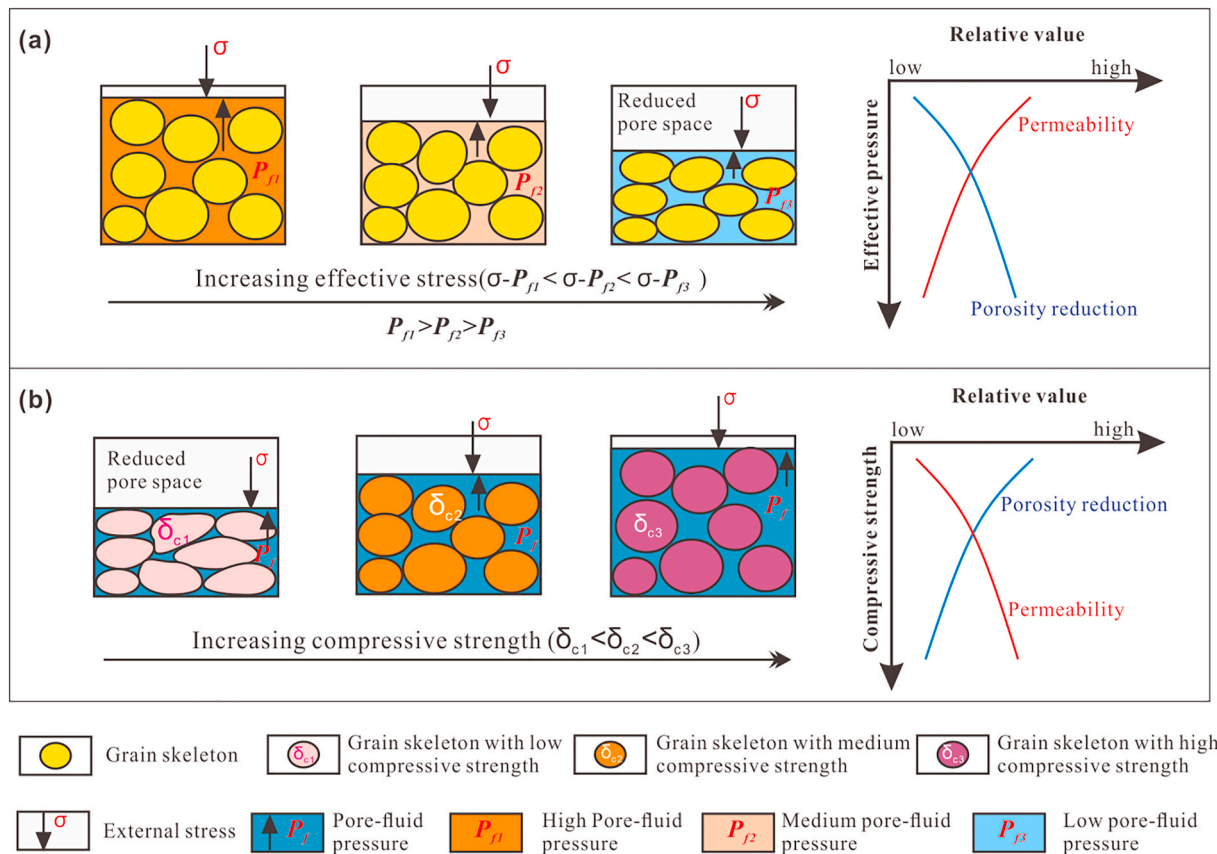 (a)
σ
σ
Reduced
pore space
σ
Pf1
Pf2
Pf3
Increasing effective stress(σ-Pf1< σ-Pf2< σ-Pf3 )
Pf1>Pf2>Pf3
Relative value
low
high
Effective pressure
Permeability
Porosity reduction
(b)
Reduced
pore space
σ
σ
σ
δc1
Pf
δc2
Pf
δc3
Pf
Increasing compressive strength (δc1<δc2<δc3)
Relative value
low
high
Compressive strength
Porosity reduction
Permeability
Grain skeleton
δc1
Grain skeleton with low
compressive strength
δc2
Grain skeleton with medium
compressive strength
δc3
Grain skeleton with high
compressive strength
σ
External stress
Pf
Pore-fluid
pressure
Pf1
High Pore-fluid
pressure
Pf2
Medium pore-fluid
pressure
Pf3
Low pore-fluid
pressure